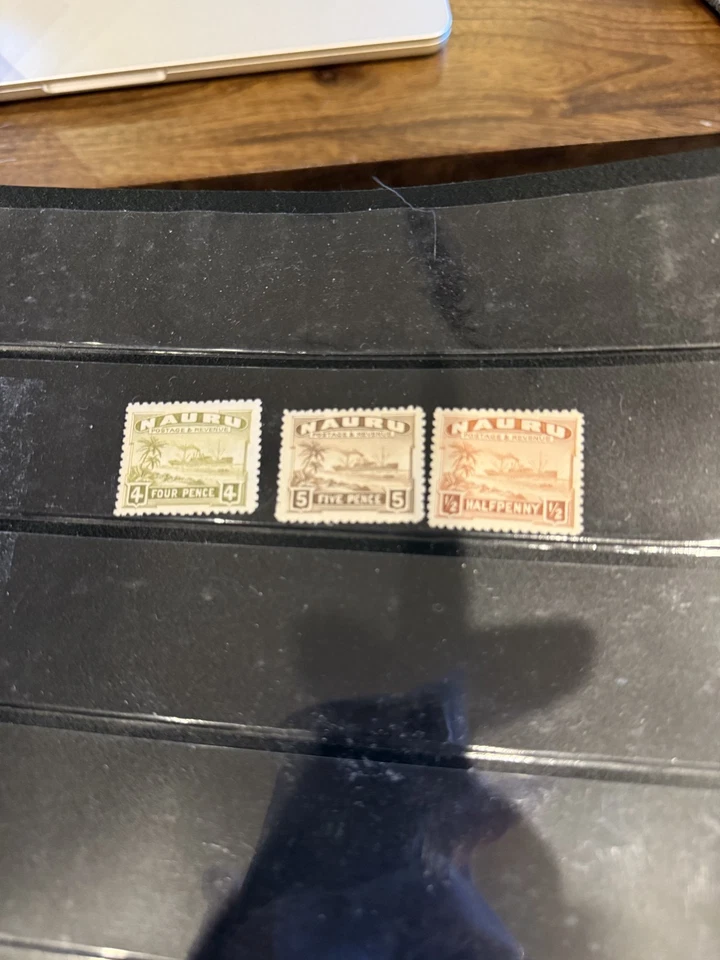 NAURU
POSTAGE & REVENUE
4 FOUR PENCE 4
NAURU
POSTAGE & REVENUE
5 FIVE PENCE 5
NAURU
POSTAGE & REVENUE
½ HALFPENNY ½